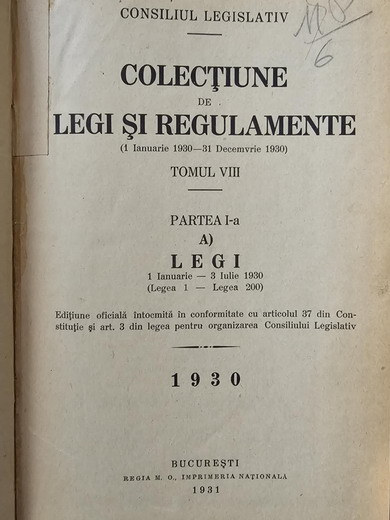 CONSILIUL LEGISLATIV
COLECŢIUNE
DE
LEGI ŞI REGULAMENTE
(1 Ianuarie 1930—31 Decemvrie 1930)
TOMUL VIII
PARTEA I-a
A)
LEGI
1 Ianuarie — 3 Iulie 1930
(Legea 1 — Legea 200)
Ediţiune oficială întocmită în conformitate cu articolul 37 din Con-
stituţie şi art. 3 din legea pentru organizarea Consiliului Legislativ
1930
BUCUREŞTI
REGIA M. O., IMPRIMERIA NAŢIONALĂ
1931